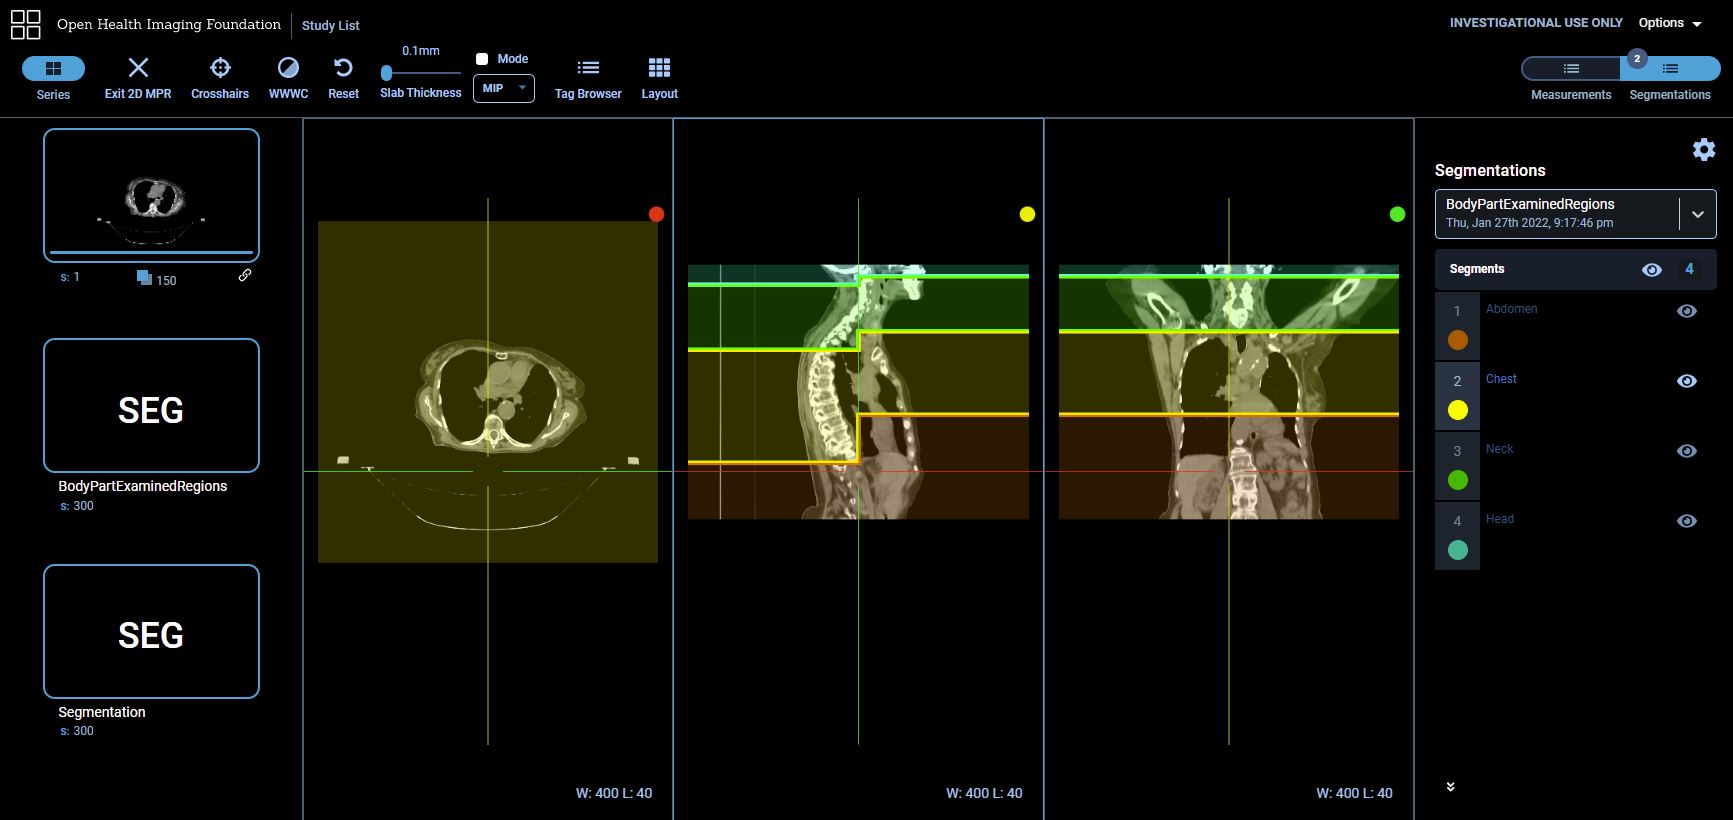 Open Health Imaging Foundation
Study List
INVESTIGATIONAL USE ONLY
Options
Series
Exit 2D MPR
Crosshairs
WWWC
Reset
0.1mm
Slab Thickness
Mode
MIP
Tag Browser
Layout
2
Measurements
Segmentations
s: 1
150
SEG
BodyPartExaminedRegions
s: 300
SEG
Segmentation
s: 300
W: 400 L: 40
W: 400 L: 40
W: 400 L: 40
Segmentations
BodyPartExaminedRegions
Thu, Jan 27th 2022, 9:17:46 pm
Segments
4
1
Abdomen
2
Chest
3
Neck
4
Head